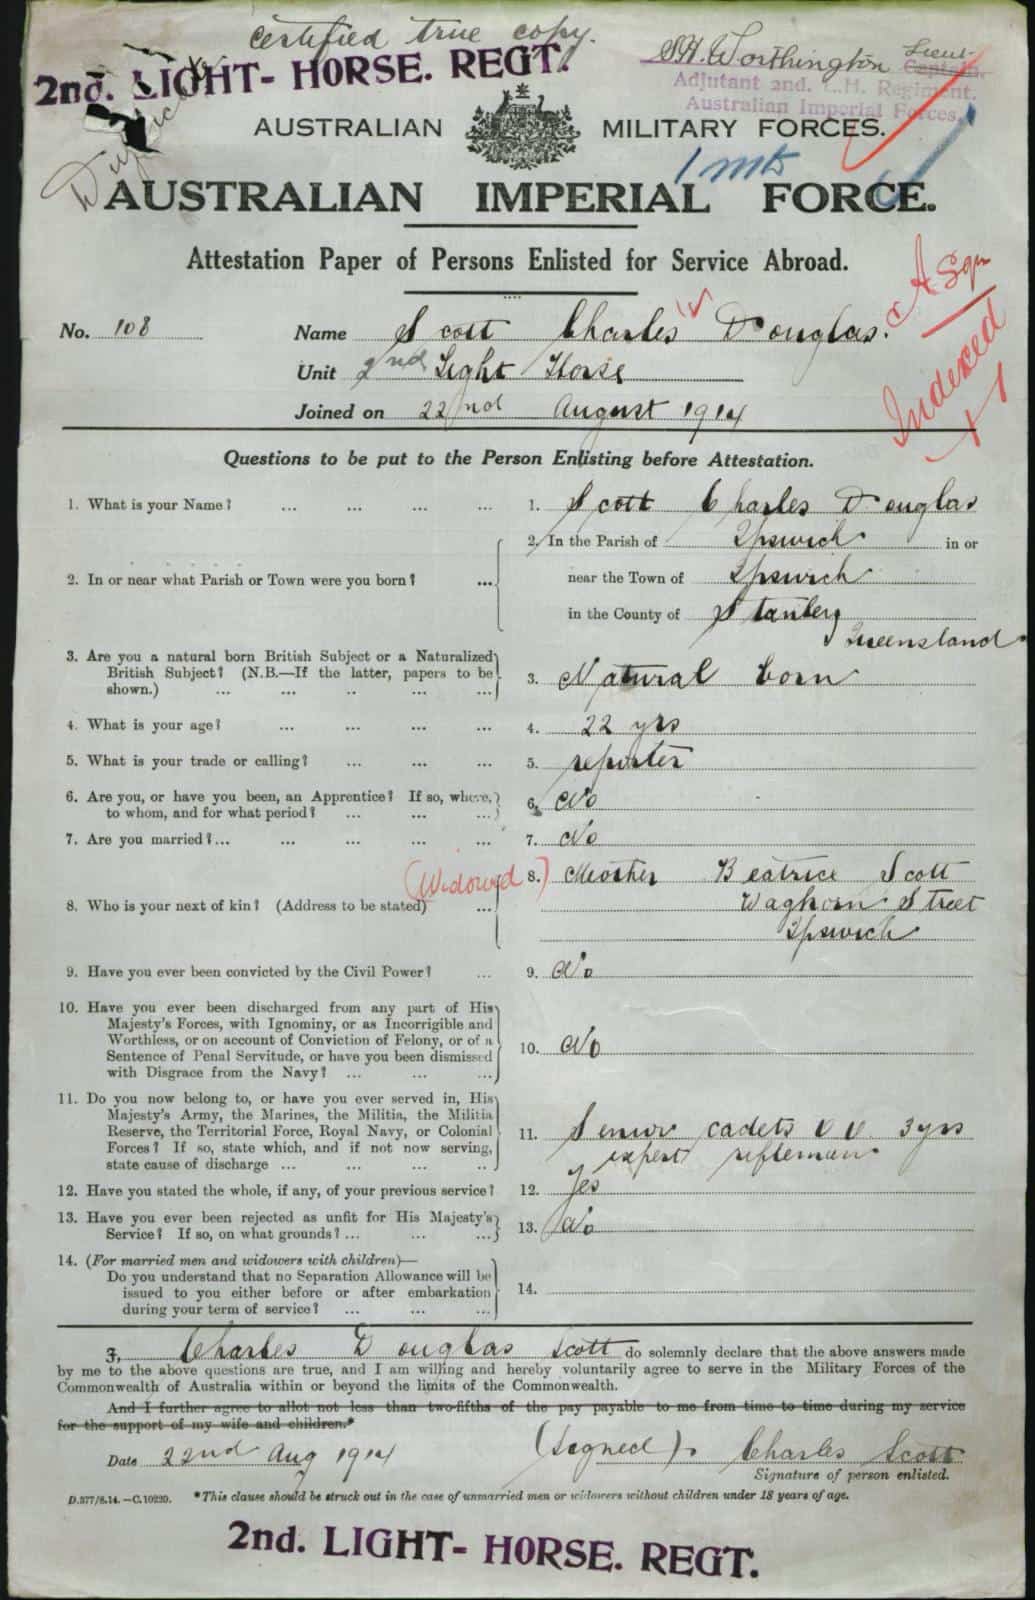 certified true copy.
2nd. LIGHT- HORSE. REGT.
S.H. Worthington Lieut
Captain.
Adjutant 2nd. L.H. Regiment.
Australian Imperial Forces.
AUSTRALIAN MILITARY FORCES.
AUSTRALIAN IMPERIAL FORCE.
Attestation Paper of Persons Enlisted for Service Abroad.
A Sqn
Indexed
No. 108 Name Scott Charles Douglas.
Unit 2nd Light Horse
Joined on 22nd August 1914
Questions to be put to the Person Enlisting before Attestation.
1. What is your Name? ... ... ... ... 1. Scott Charles Douglas
2. In or near what Parish or Town were you born? ... 2. In the Parish of Ipswich in or
near the Town of Ipswich
in the County of Stanley
Queensland
3. Are you a natural born British Subject or a Naturalized
British Subject? (N.B.—If the latter, papers to be
shown.) ... ... ... ... 3. Natural born
4. What is your age? ... ... ... ... 4. 22 yrs
5. What is your trade or calling? ... ... ... 5. reporter
6. Are you, or have you been, an Apprentice? If so, where,
to whom, and for what period? ... ... ... 6. No
7. Are you married?... ... ... ... 7. No
(Widowed)
8. Who is your next of kin? (Address to be stated) ... 8. Mother Beatrice Scott
Waghorn Street
Ipswich
9. Have you ever been convicted by the Civil Power? ... 9. No
10. Have you ever been discharged from any part of His
Majesty's Forces, with Ignominy, or as Incorrigible and
Worthless, or on account of Conviction of Felony, or of a
Sentence of Penal Servitude, or have you been dismissed
with Disgrace from the Navy? ... ... ... 10. No
11. Do you now belong to, or have you ever served in, His
Majesty's Army, the Marines, the Militia, the Militia
Reserve, the Territorial Force, Royal Navy, or Colonial
Forces? If so, state which, and if not now serving,
state cause of discharge ... ... ... ... 11. Senior cadets 3yrs
expert rifleman
12. Have you stated the whole, if any, of your previous service? 12. Yes
13. Have you ever been rejected as unfit for His Majesty's
Service? If so, on what grounds? ... ... ... 13. No
14. (For married men and widowers with children)—
Do you understand that no Separation Allowance will be
issued to you either before or after embarkation
during your term of service? ... ... ... 14.
I, Charles Douglas Scott do solemnly declare that the above answers made
by me to the above questions are true, and I am willing and hereby voluntarily agree to serve in the Military Forces of the
Commonwealth of Australia within or beyond the limits of the Commonwealth.
And I further agree to allot not less than two-fifths of the pay payable to me from time to time during my service
for the support of my wife and children.*
Date 22nd Aug 1914 (Signed). Charles Scott
Signature of person enlisted.
D.377/8.14.—C.10220. *This clause should be struck out in the case of unmarried men or widowers without children under 18 years of age.
2nd. LIGHT- HORSE. REGT.